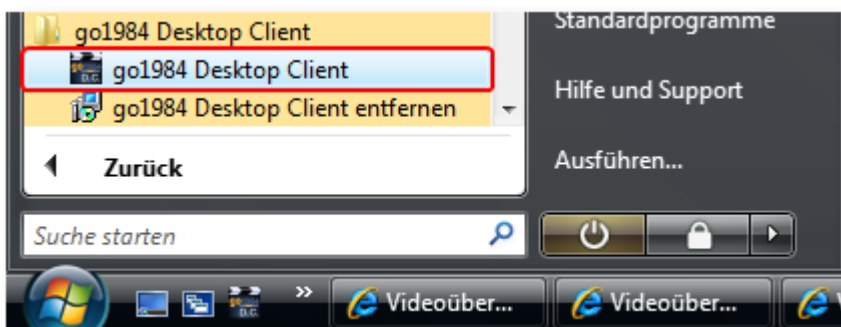 go1984 Desktop Client
go1984 Desktop Client
go1984 Desktop Client entfernen
Zurück
Suche starten
Standardprogramme
Hilfe und Support
Ausführen...
Videoüber...
Videoüber...